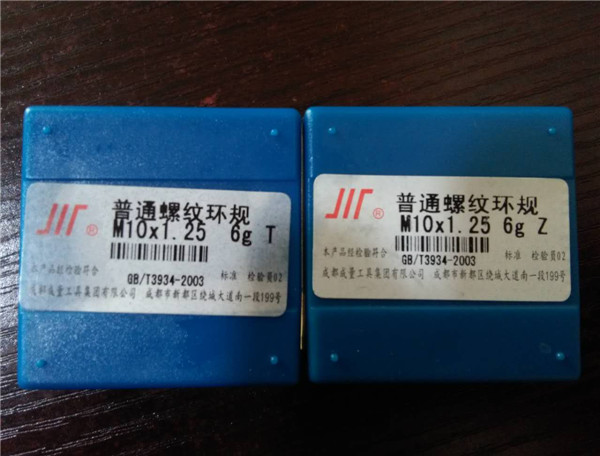 普通螺纹环规
M10x1.25 6g T
本产品经检验符合 GB/T3934-2003 标准 检验员02
成都成量工具集团有限公司 成都市新都区绕城大道南一段199号
普通螺纹环规
M10x1.25 6g Z
本产品经检验符合 GB/T3934-2003 标准 检验员02
成都成量工具集团有限公司 成都市新都区绕城大道南一段199号